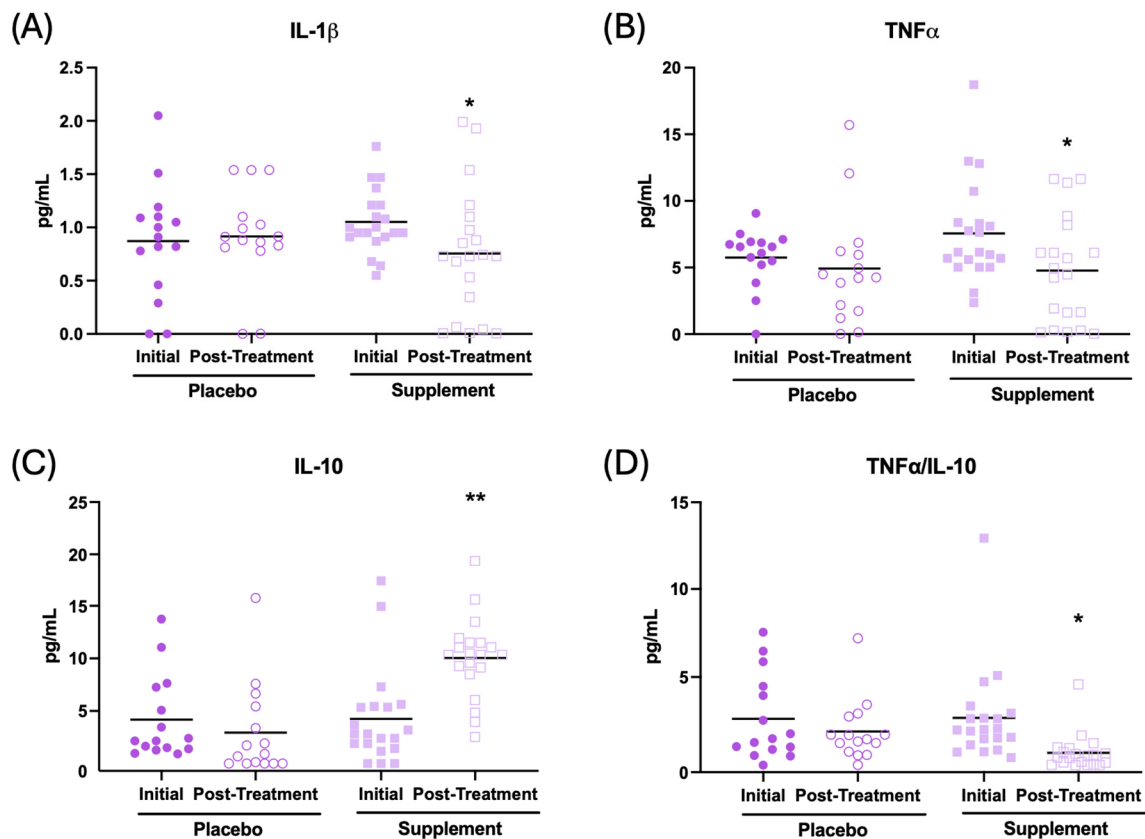 (A)
IL-1β
pg/mL
2.5
2.0
1.5
1.0
0.5
0.0
*
Initial Post-Treatment Initial Post-Treatment
Placebo Supplement
(B)
TNFα
pg/mL
20
15
10
5
0
*
Initial Post-Treatment Initial Post-Treatment
Placebo Supplement
(C)
IL-10
pg/mL
25
20
15
10
5
0
**
Initial Post-Treatment Initial Post-Treatment
Placebo Supplement
(D)
TNFα/IL-10
pg/mL
15
10
5
0
*
Initial Post-Treatment Initial Post-Treatment
Placebo Supplement